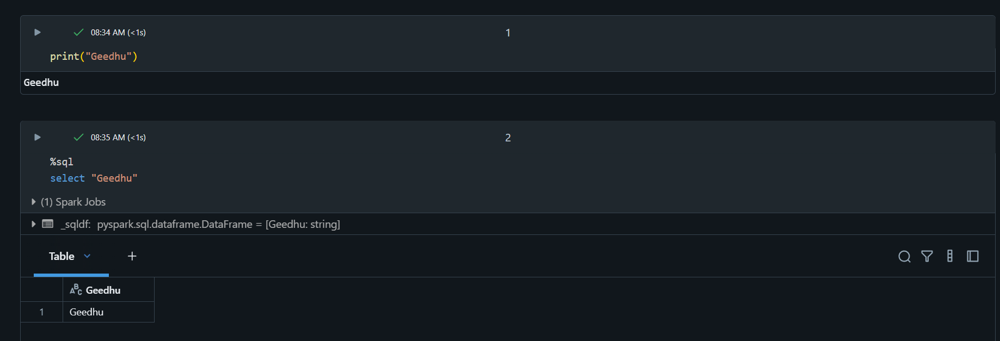 08:34 AM (<1s)
1
print("Geedhu")
Geedhu
08:35 AM (<1s)
2
%sql
select "Geedhu"
(1) Spark Jobs
_sqldf: pyspark.sql.dataframe.DataFrame = [Geedhu: string]
Table
ABC Geedhu
1 Geedhu